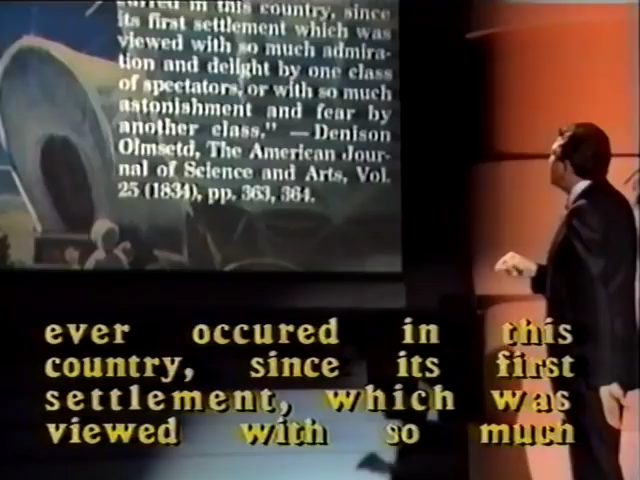 in this country, since
its first settlement which was
viewed with so much admira-
tion and delight by one class
of spectators, or with so much
astonishment and fear by
another class." — Denison
Olmsetd, The American Jour-
nal of Science and Arts, Vol.
25 (1834), pp. 363, 364.
ever occured in this
country, since its first
settlement, which was
viewed with so much